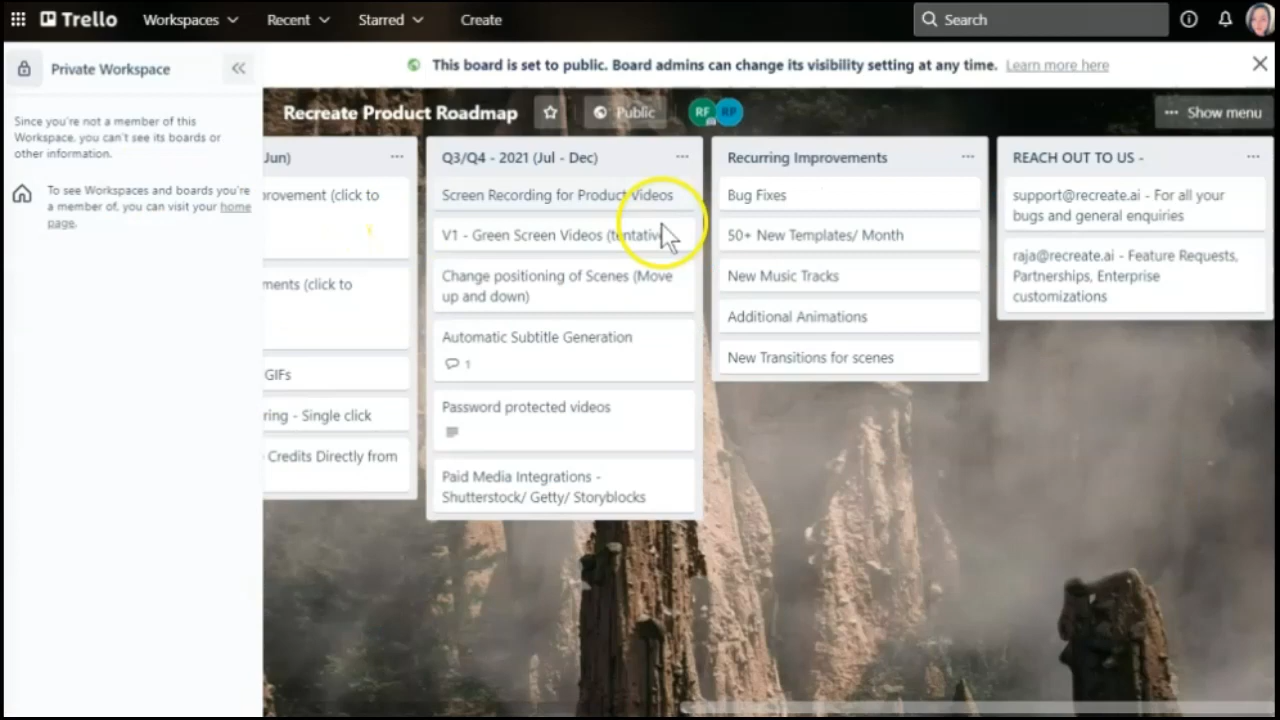 Trello
Workspaces
Recent
Starred
Create
Search
Private Workspace
This board is set to public. Board admins can change its visibility setting at any time. Learn more here
Since you're not a member of this
Workspace, you can't see its boards or
other information.
To see Workspaces and boards you're
a member of, you can visit your home
page.
Recreate Product Roadmap
Public
RF
RP
Show menu
Jun)
rovement (click to
ments (click to
GIFs
ring - Single click
Credits Directly from
Q3/Q4 - 2021 (Jul - Dec)
Screen Recording for Product Videos
V1 - Green Screen Videos (tentative
Change positioning of Scenes (Move
up and down)
Automatic Subtitle Generation
1
Password protected videos
Paid Media Integrations -
Shutterstock/ Getty/ Storyblocks
Recurring Improvements
Bug Fixes
50+ New Templates/ Month
New Music Tracks
Additional Animations
New Transitions for scenes
REACH OUT TO US -
support@recreate.ai - For all your
bugs and general enquiries
raja@recreate.ai - Feature Requests,
Partnerships, Enterprise
customizations